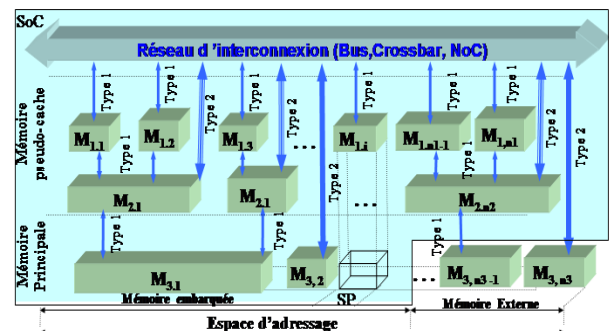 SoC
Réseau d 'interconnexion (Bus,Crossbar, NoC)
Mémoire pseudo-cache
Type 1
Type 1
Type 2
Type 1
Type 2
Type 2
Type 1
Type 1
Type 1
Type 2
Type 2
M1.1
M1.2
M1.3
...
M1.i
M1.n1-1
M1,n1
Type 1
Type 1
M2.1
M2.1
...
M2.n2
Mémoire Principale
Type 1
Type 1
Type 1
M3.1
M3, 2
...
M3, n3 -1
M3, n3
Mémoire embarquée
SP
Mémoire Externe
Espace d'adressage